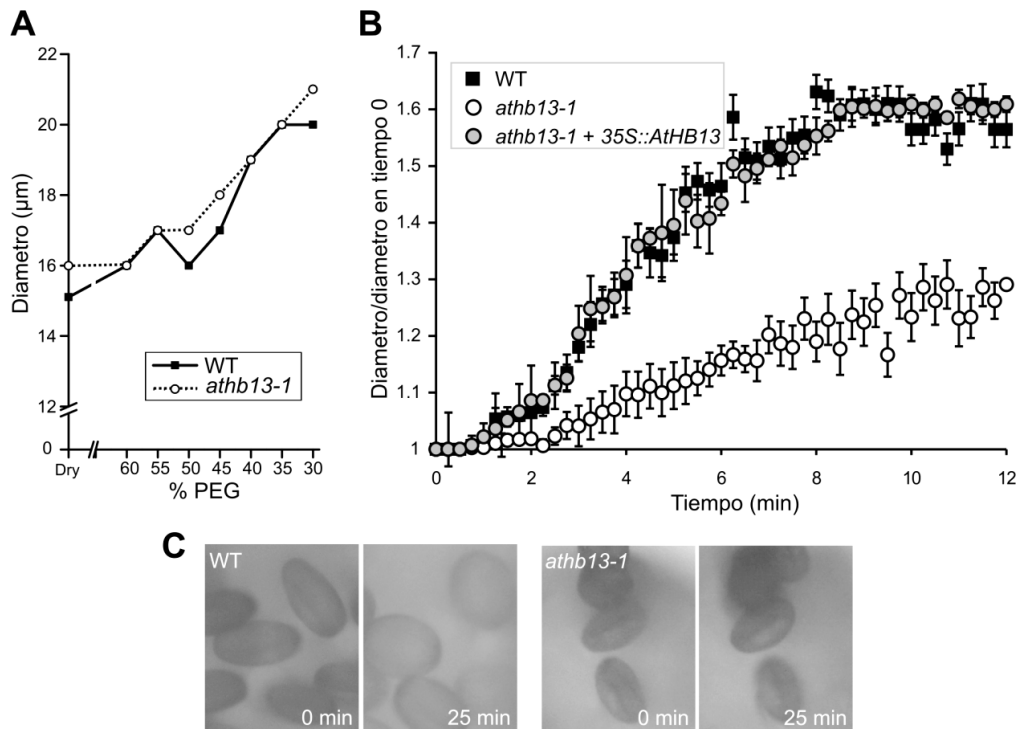 A
22
20
18
16
14
12
0
Diametro (μm)
Dry
60
55
50
45
40
35
30
% PEG
WT
athb13-1
B
1.7
1.6
1.5
1.4
1.3
1.2
1.1
1
Diametro/diametro en tiempo 0
WT
athb13-1
athb13-1 + 35S::AtHB13
0
2
4
6
8
10
12
Tiempo (min)
C
WT
0 min
25 min
athb13-1
0 min
25 min